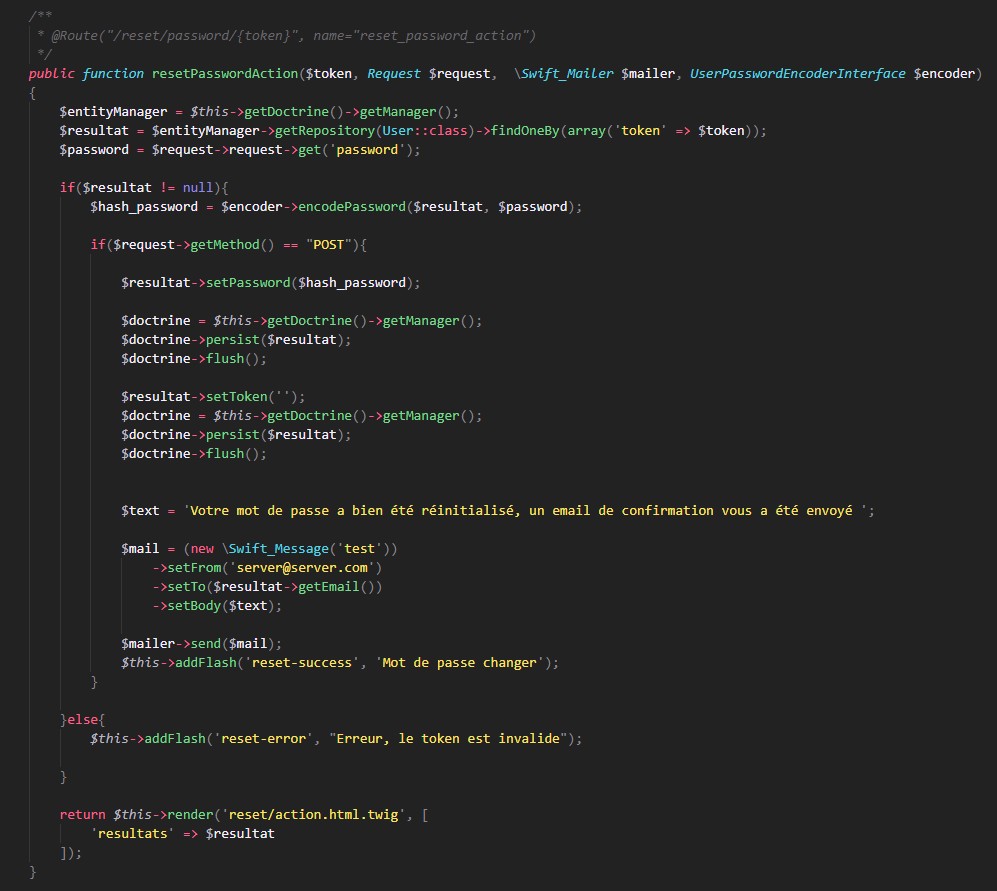 /**
 * @Route("/reset/password/{token}", name="reset_password_action")
 */
public function resetPasswordAction($token, Request $request,  \Swift_Mailer $mailer, UserPasswordEncoderInterface $encoder)
{
    $entityManager = $this->getDoctrine()->getManager();
    $resultat = $entityManager->getRepository(User::class)->findOneBy(array('token' => $token));
    $password = $request->request->get('password');

    if($resultat != null){
        $hash_password = $encoder->encodePassword($resultat, $password);

        if($request->getMethod() == "POST"){

            $resultat->setPassword($hash_password);

            $doctrine = $this->getDoctrine()->getManager();
            $doctrine->persist($resultat);
            $doctrine->flush();

            $resultat->setToken('');
            $doctrine = $this->getDoctrine()->getManager();
            $doctrine->persist($resultat);
            $doctrine->flush();


            $text = 'Votre mot de passe a bien été réinitialisé, un email de confirmation vous a été envoyé ';

            $mail = (new \Swift_Message('test'))
                ->setFrom('server@server.com')
                ->setTo($resultat->getEmail())
                ->setBody($text);

            $mailer->send($mail);
            $this->addFlash('reset-success', 'Mot de passe changer');
        }

    }else{
        $this->addFlash('reset-error', "Erreur, le token est invalide");

    }

    return $this->render('reset/action.html.twig', [
        'resultats' => $resultat
    ]);
}